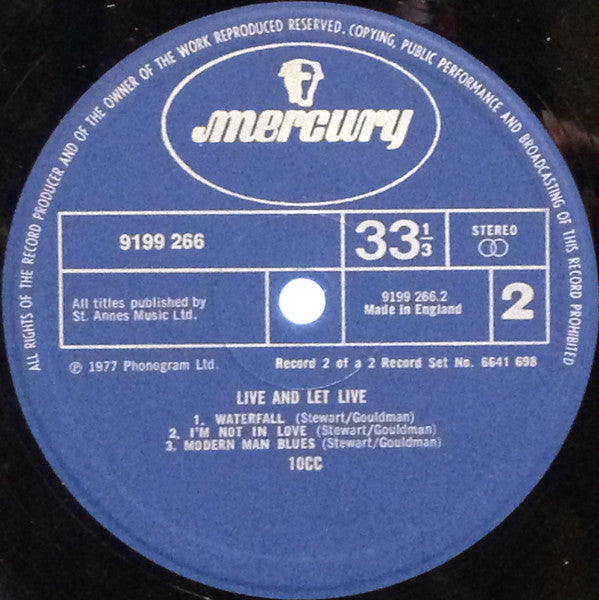 ALL RIGHTS OF THE RECORD PRODUCER AND OF THE OWNER OF THE WORK REPRODUCED RESERVED. COPYING, PUBLIC PERFORMANCE AND BROADCASTING OF THIS RECORD PROHIBITED
mercury
9199 266
33 1/3
STEREO
All titles published by
St. Annes Music Ltd.
9199 266.2
Made in England
2
℗ 1977 Phonogram Ltd.
Record 2 of a 2 Record Set No. 6641 698
LIVE AND LET LIVE
1. WATERFALL (Stewart/Gouldman)
2. I'M NOT IN LOVE (Stewart/Gouldman)
3. MODERN MAN BLUES (Stewart/Gouldman)
10CC